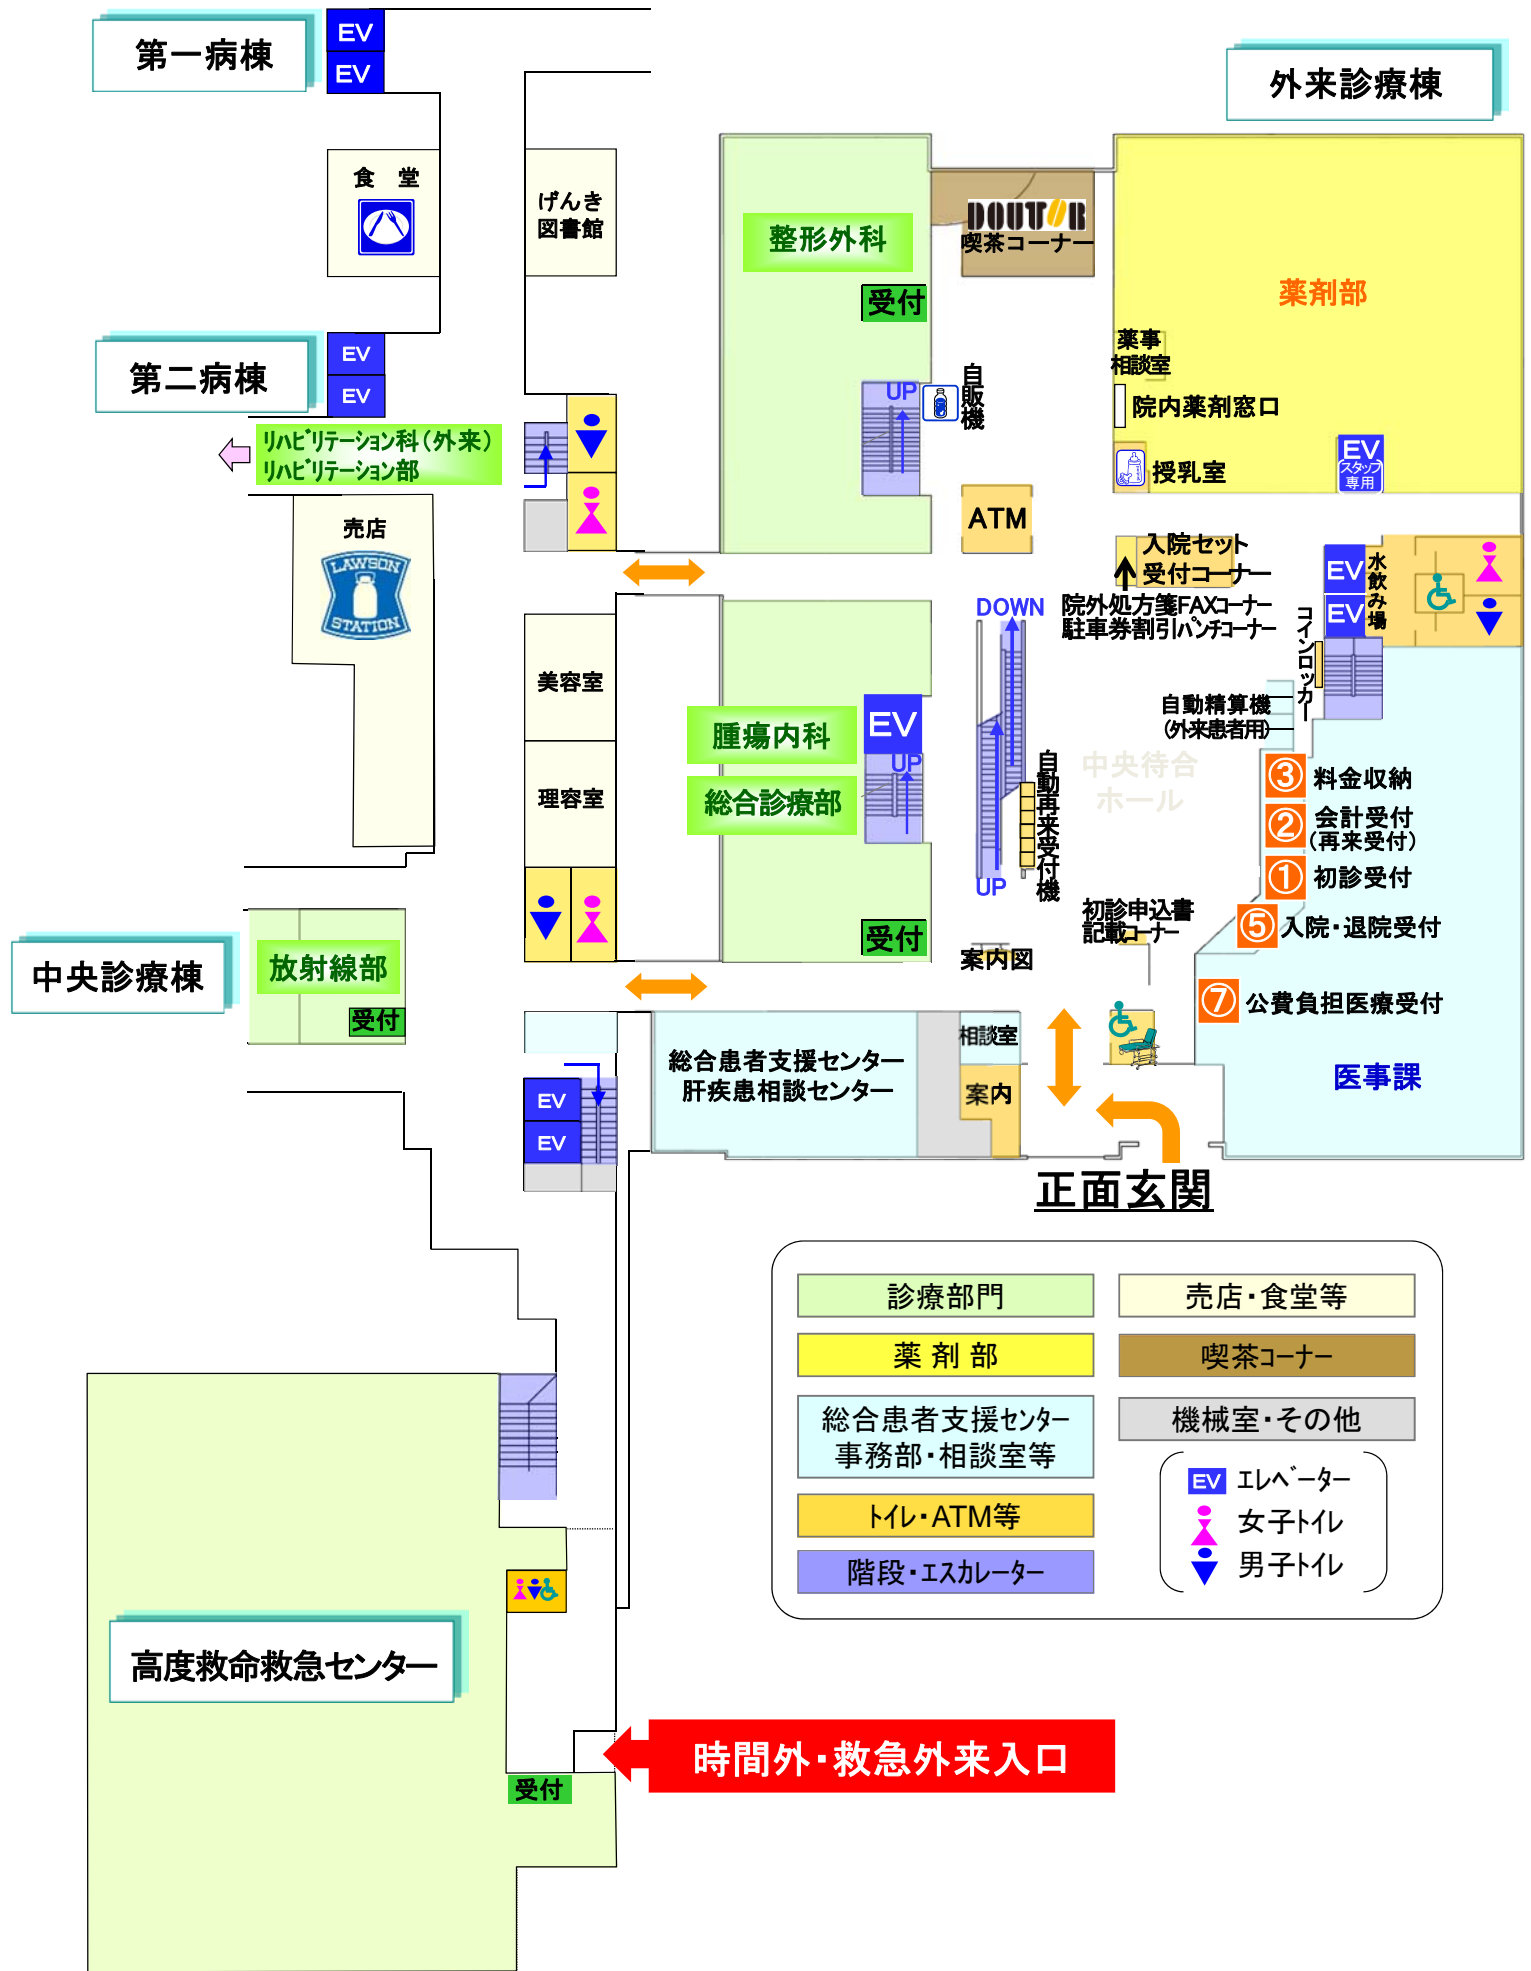 第一病棟
EV
EV
外来診療棟
食 堂
げんき
図書館
整形外科
受付
DOUTOR
喫茶コーナー
薬剤部
薬事
相談室
院内薬剤窓口
第二病棟
EV
EV
UP
自販機
リハビリテーション科(外来)
リハビリテーション部
授乳室
EV
スタッフ
専用
売店
LAWSON
STATION
ATM
入院セット
受付コーナー
EV
EV
水飲み場
DOWN
院外処方箋FAXコーナー
駐車券割引パンチコーナー
コインロッカー
美容室
腫瘍内科
EV
UP
自動精算機
(外来患者用)
理容室
総合診療部
自動再来受付機
中央待合
ホール
③ 料金収納
② 会計受付
(再来受付)
① 初診受付
UP
受付
初診申込書
記載コーナー
⑤ 入院・退院受付
案内図
中央診療棟
放射線部
受付
⑦ 公費負担医療受付
相談室
総合患者支援センター
肝疾患相談センター
案内
医事課
EV
EV
正面玄関
診療部門
売店・食堂等
薬 剤 部
喫茶コーナー
総合患者支援センター
事務部・相談室等
機械室・その他
トイレ・ATM等
階段・エスカレーター
EV エレベーター
女子トイレ
男子トイレ
高度救命救急センター
時間外・救急外来入口
受付